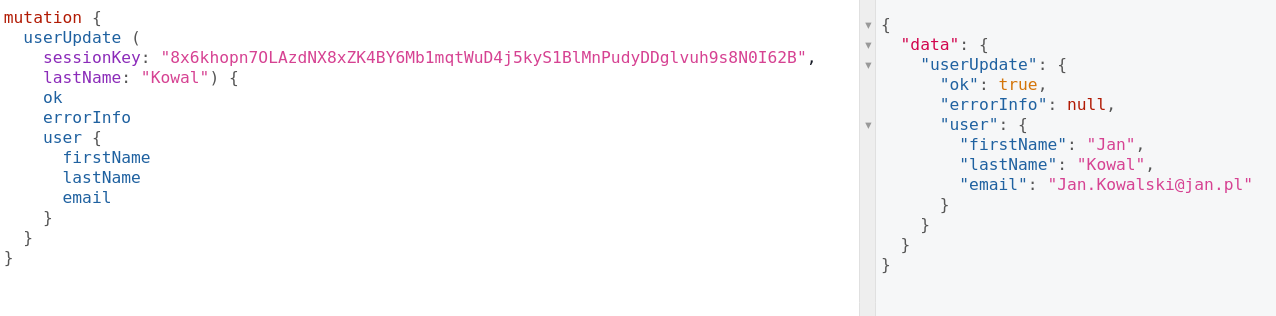 mutation {
  userUpdate (
    sessionKey: "8x6khopn7OLAzdNX8xZK4BY6Mb1mqtWuD4j5kyS1BlMnPudyDDglvuh9s8N0I62B",
    lastName: "Kowal") {
    ok
    errorInfo
    user {
      firstName
      lastName
      email
    }
  }
}
{
  "data": {
    "userUpdate": {
      "ok": true,
      "errorInfo": null,
      "user": {
        "firstName": "Jan",
        "lastName": "Kowal",
        "email": "Jan.Kowalski@jan.pl"
      }
    }
  }
}